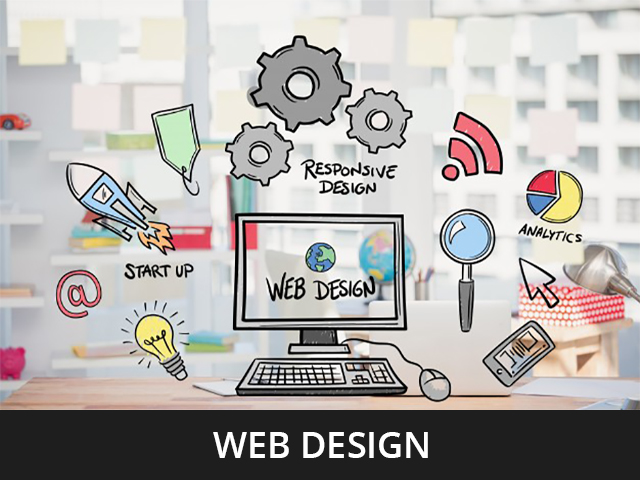 RESPONSIVE
DESIGN
ANALYTICS
START UP
@
WEB DESIGN
WEB DESIGN